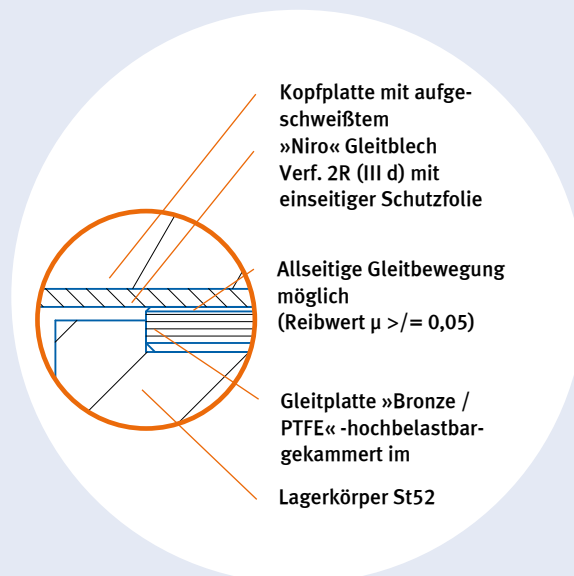 Kopfplatte mit aufge-
schweißtem
»Niro« Gleitblech
Verf. 2R (III d) mit
einseitiger Schutzfolie
Allseitige Gleitbewegung
möglich
(Reibwert µ >/= 0,05)
Gleitplatte »Bronze /
PTFE« -hochbelastbar-
gekammert im
Lagerkörper St52